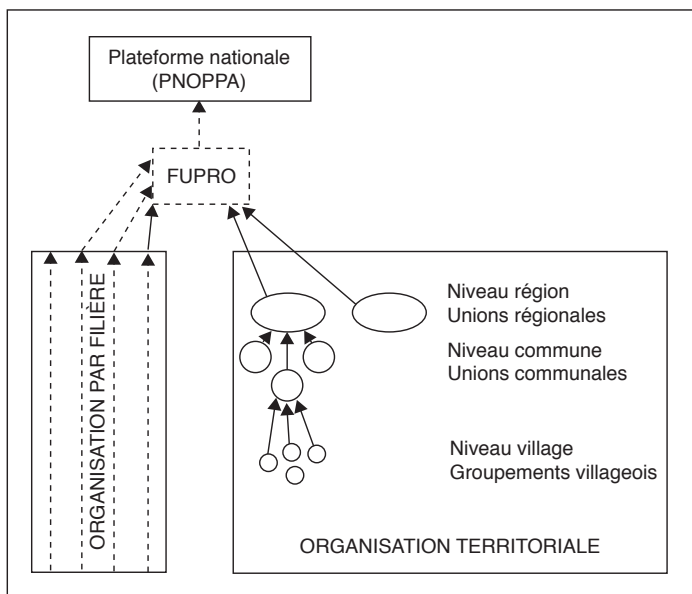 Plateforme nationale
(PNOPPA)
FUPRO
ORGANISATION PAR FILIÈRE
Niveau région
Unions régionales
Niveau commune
Unions communales
Niveau village
Groupements villageois
ORGANISATION TERRITORIALE